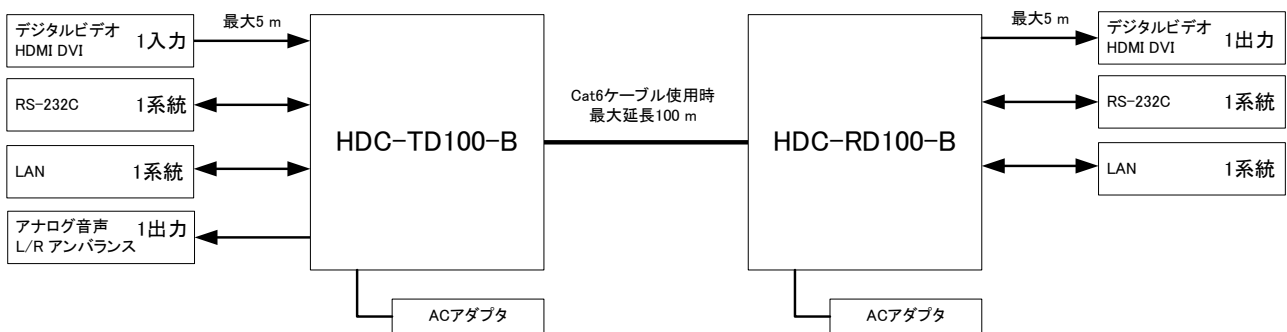 デジタルビデオ
HDMI DVI 1入力
最大5 m
RS-232C 1系統
LAN 1系統
アナログ音声 1出力
L/R アンバランス
HDC-TD100-B
ACアダプタ
Cat6ケーブル使用時
最大延長100 m
HDC-RD100-B
ACアダプタ
最大5 m
デジタルビデオ
HDMI DVI 1出力
RS-232C 1系統
LAN 1系統